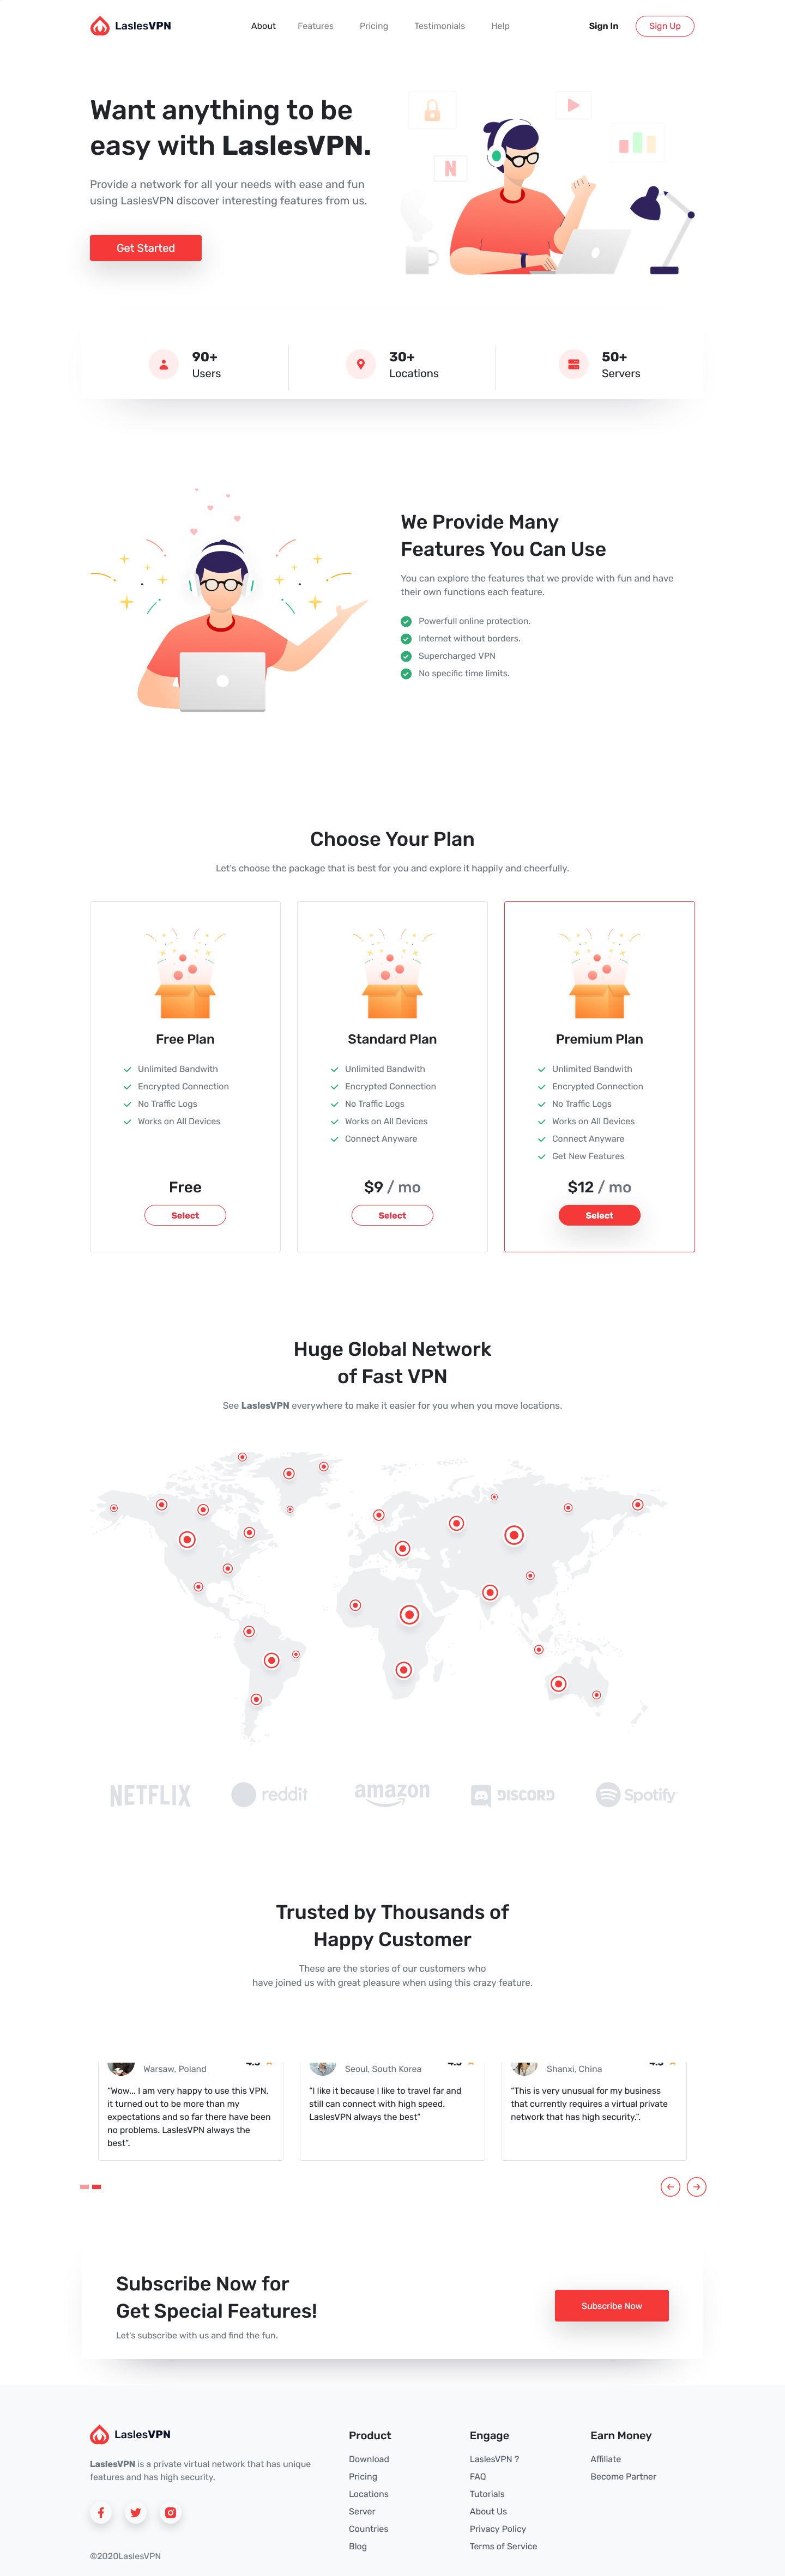 LaslesVPN
About Features Pricing Testimonials Help
Sign In Sign Up
Want anything to be
easy with LaslesVPN.
Provide a network for all your needs with ease and fun
using LaslesVPN discover interesting features from us.
Get Started
N
90+
Users
30+
Locations
50+
Servers
We Provide Many
Features You Can Use
You can explore the features that we provide with fun and have
their own functions each feature.
Powerfull online protection.
Internet without borders.
Supercharged VPN
No specific time limits.
Choose Your Plan
Let's choose the package that is best for you and explore it happily and cheerfully.
Free Plan
Unlimited Bandwith
Encrypted Connection
No Traffic Logs
Works on All Devices
Free
Select
Standard Plan
Unlimited Bandwith
Encrypted Connection
No Traffic Logs
Works on All Devices
Connect Anyware
$9 / mo
Select
Premium Plan
Unlimited Bandwith
Encrypted Connection
No Traffic Logs
Works on All Devices
Connect Anyware
Get New Features
$12 / mo
Select
Huge Global Network
of Fast VPN
See LaslesVPN everywhere to make it easier for you when you move locations.
NETFLIX reddit amazon DISCORD Spotify
Trusted by Thousands of
Happy Customer
These are the stories of our customers who
have joined us with great pleasure when using this crazy feature.
Warsaw, Poland
“Wow... I am very happy to use this VPN,
it turned out to be more than my
expectations and so far there have been
no problems. LaslesVPN always the
best”.
Seoul, South Korea
“I like it because I like to travel far and
still can connect with high speed.
LaslesVPN always the best”
Shanxi, China
“This is very unusual for my business
that currently requires a virtual private
network that has high security.”.
Subscribe Now for
Get Special Features!
Let's subscribe with us and find the fun.
Subscribe Now
LaslesVPN
LaslesVPN is a private virtual network that has unique
features and has high security.
©2020LaslesVPN
Product
Download
Pricing
Locations
Server
Countries
Blog
Engage
LaslesVPN ?
FAQ
Tutorials
About Us
Privacy Policy
Terms of Service
Earn Money
Affiliate
Become Partner